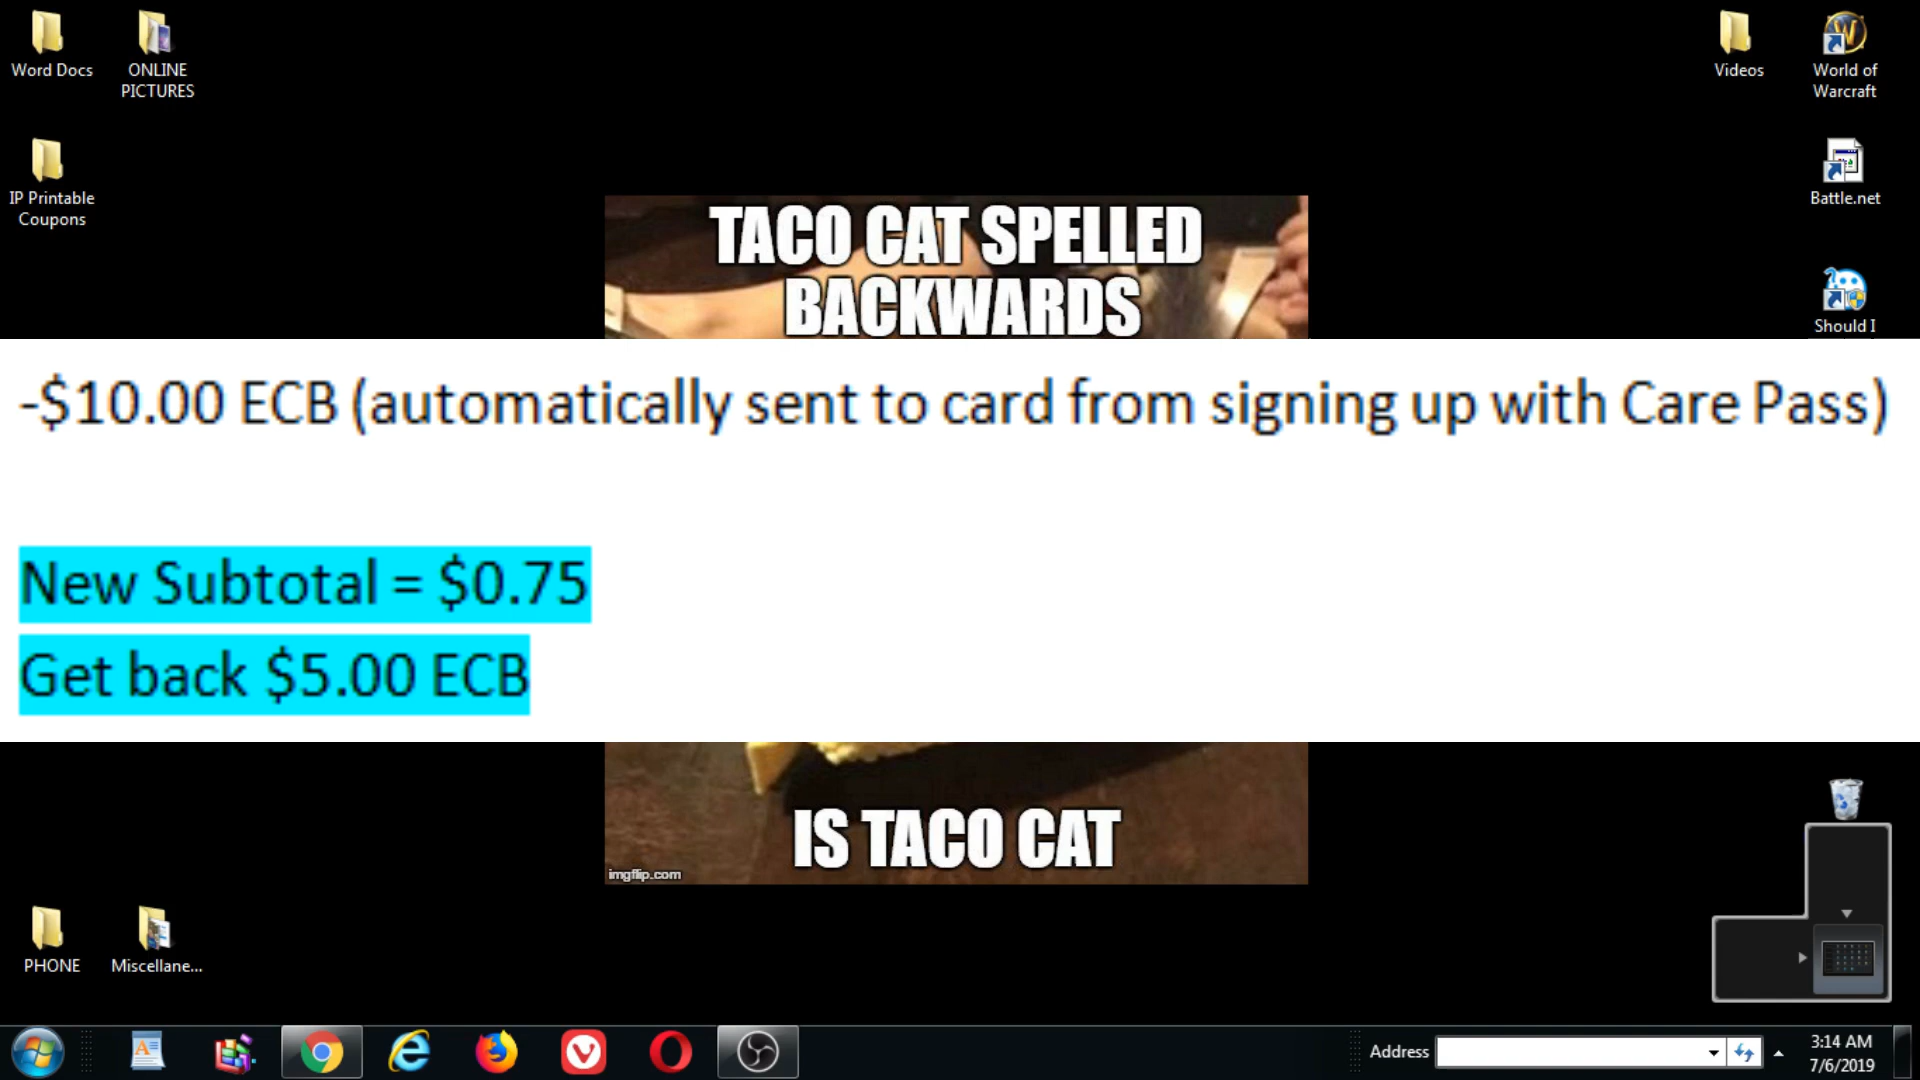 Word Docs
ONLINE
PICTURES
Videos
World of
Warcraft
IP Printable
Coupons
Battle.net
TACO CAT SPELLED
BACKWARDS
Should I
-$10.00 ECB (automatically sent to card from signing up with Care Pass)
New Subtotal = $0.75
Get back $5.00 ECB
IS TACO CAT
imgflip.com
PHONE
Miscellane...
Address
3:14 AM
7/6/2019